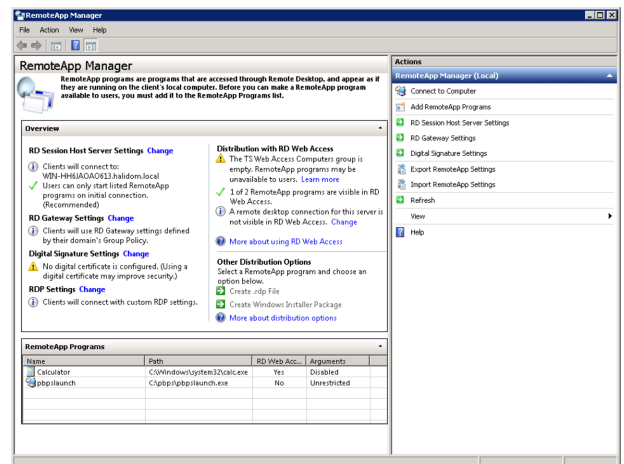 RemoteApp Manager
File Action View Help
RemoteApp Manager
RemoteApp programs are programs that are accessed through Remote Desktop, and appear as if
they are running on the client's local computer. Before you can make a RemoteApp program
available to users, you must add it to the RemoteApp Programs list.
Overview
RD Session Host Server Settings Change
Clients will connect to:
WIN-HH6JAOAO613.halidom.local
Users can only start listed RemoteApp
programs on initial connection.
(Recommended)
RD Gateway Settings Change
Clients will use RD Gateway settings defined
by their domain's Group Policy.
Digital Signature Settings Change
No digital certificate is configured. (Using a
digital certificate may improve security.)
RDP Settings Change
Clients will connect with custom RDP settings.
Distribution with RD Web Access
The TS Web Access Computers group is
empty. RemoteApp programs may be
unavailable to users. Learn more
1 of 2 RemoteApp programs are visible in RD
Web Access.
A remote desktop connection for this server is
not visible in RD Web Access. Change
More about using RD Web Access
Other Distribution Options
Select a RemoteApp program and choose an
option below.
Create .rdp File
Create Windows Installer Package
More about distribution options
RemoteApp Programs
Name Path RD Web Acc... Arguments
Calculator C:\Windows\system32\calc.exe Yes Disabled
pbpslaunch C:\pbps\pbpslaunch.exe No Unrestricted
Actions
RemoteApp Manager (Local)
Connect to Computer
Add RemoteApp Programs
RD Session Host Server Settings
RD Gateway Settings
Digital Signature Settings
Export RemoteApp Settings
Import RemoteApp Settings
Refresh
View
Help